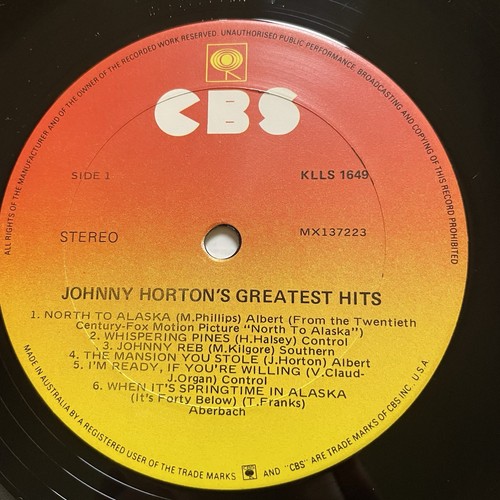 ALL RIGHTS OF THE MANUFACTURER AND OF THE OWNER OF THE RECORDED WORK RESERVED. UNAUTHORISED PUBLIC PERFORMANCE, BROADCASTING AND COPYING OF THIS RECORD PROHIBITED
CBS
SIDE 1
KLLS 1649
STEREO
MX137223
JOHNNY HORTON'S GREATEST HITS
1. NORTH TO ALASKA (M.Phillips) Albert (From the Twentieth
Century-Fox Motion Picture "North To Alaska")
2. WHISPERING PINES (H.Halsey) Control
3. JOHNNY REB (M.Kilgore) Southern
4. THE MANSION YOU STOLE (J.Horton) Albert
5. I'M READY, IF YOU'RE WILLING (V.Claud-
J.Organ) Control
6. WHEN IT'S SPRINGTIME IN ALASKA
(It's Forty Below) (T.Franks)
Aberbach
MADE IN AUSTRALIA BY A REGISTERED USER OF THE TRADE MARKS AND "CBS" ARE TRADE MARKS OF CBS INC. U.S.A.